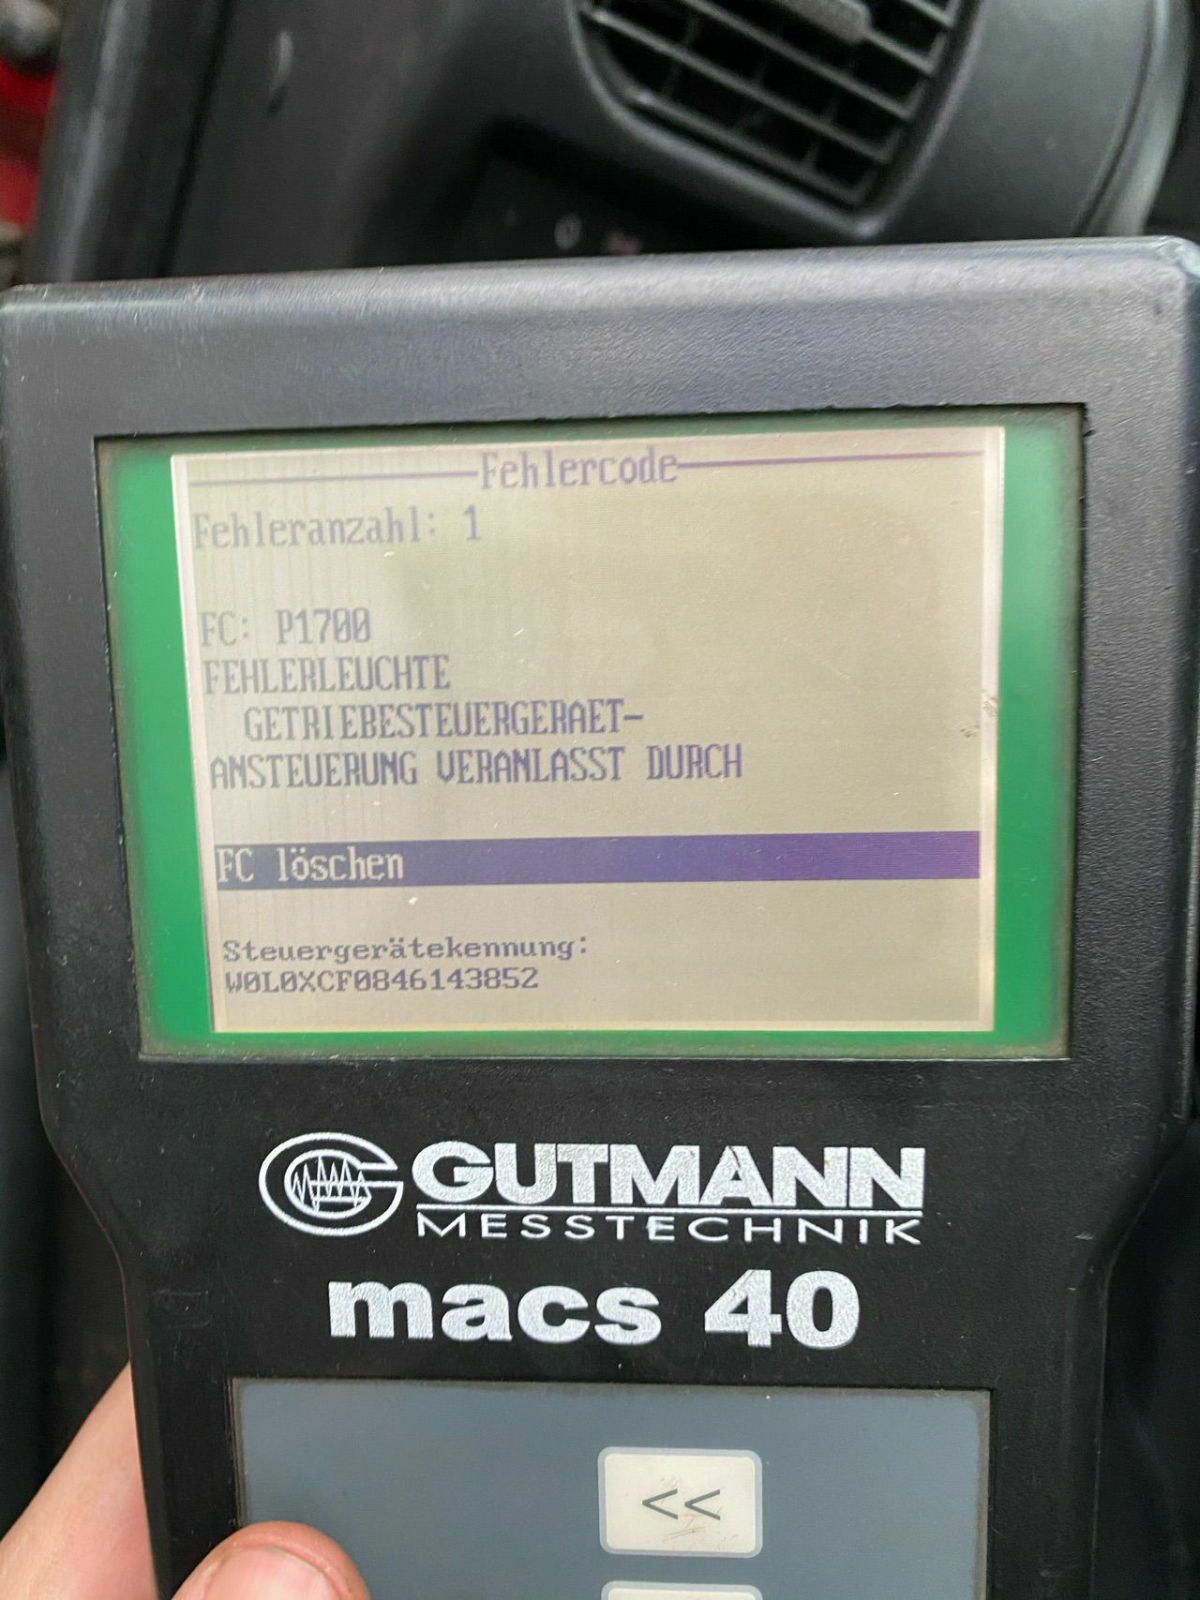 Fehlercode
Fehleranzahl: 1
FC: P1700
FEHLERLEUCHTE
GETRIEBESTEUERGERAET-
ANSTEUERUNG VERANLASST DURCH
FC löschen
Steuergerätekennung:
W0L0XCF0846143852
GUTMANN
MESSTECHNIK
macs 40
<<